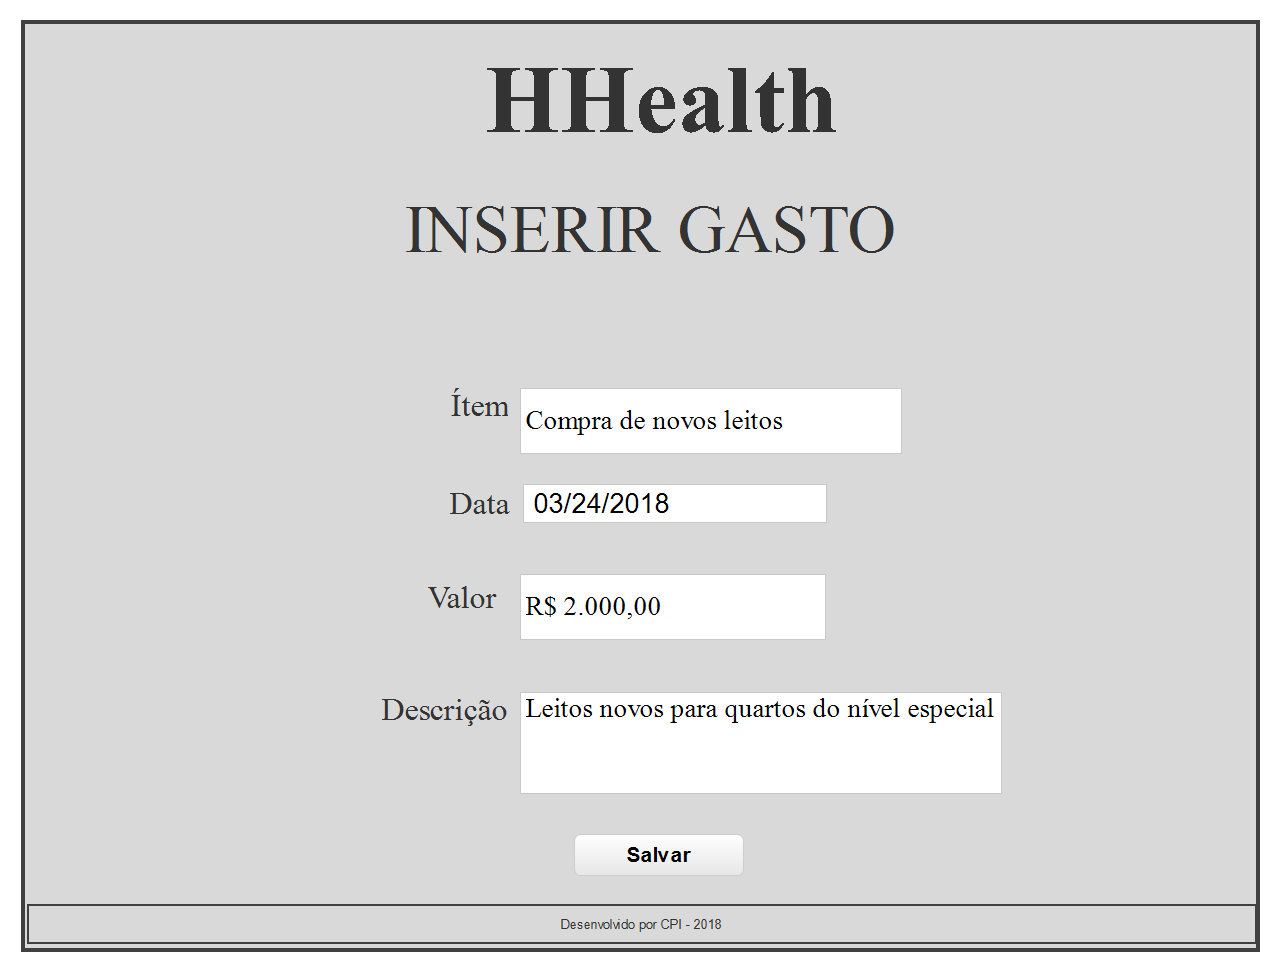 HHealth
INSERIR GASTO
Ítem Compra de novos leitos
Data 03/24/2018
Valor R$ 2.000,00
Descrição Leitos novos para quartos do nível especial
Salvar
Desenvolvido por CPI - 2018